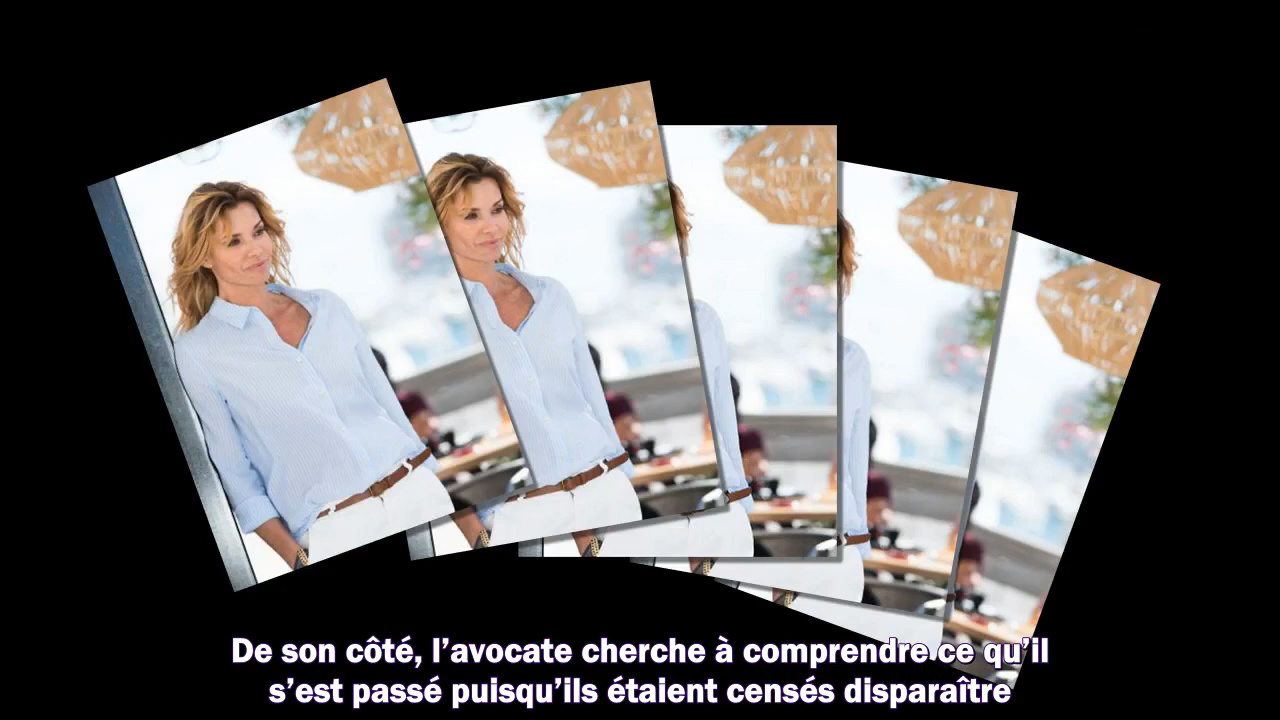 De son côté, l’avocate cherche à comprendre ce qu’il
s’est passé puisqu’ils étaient censés disparaître